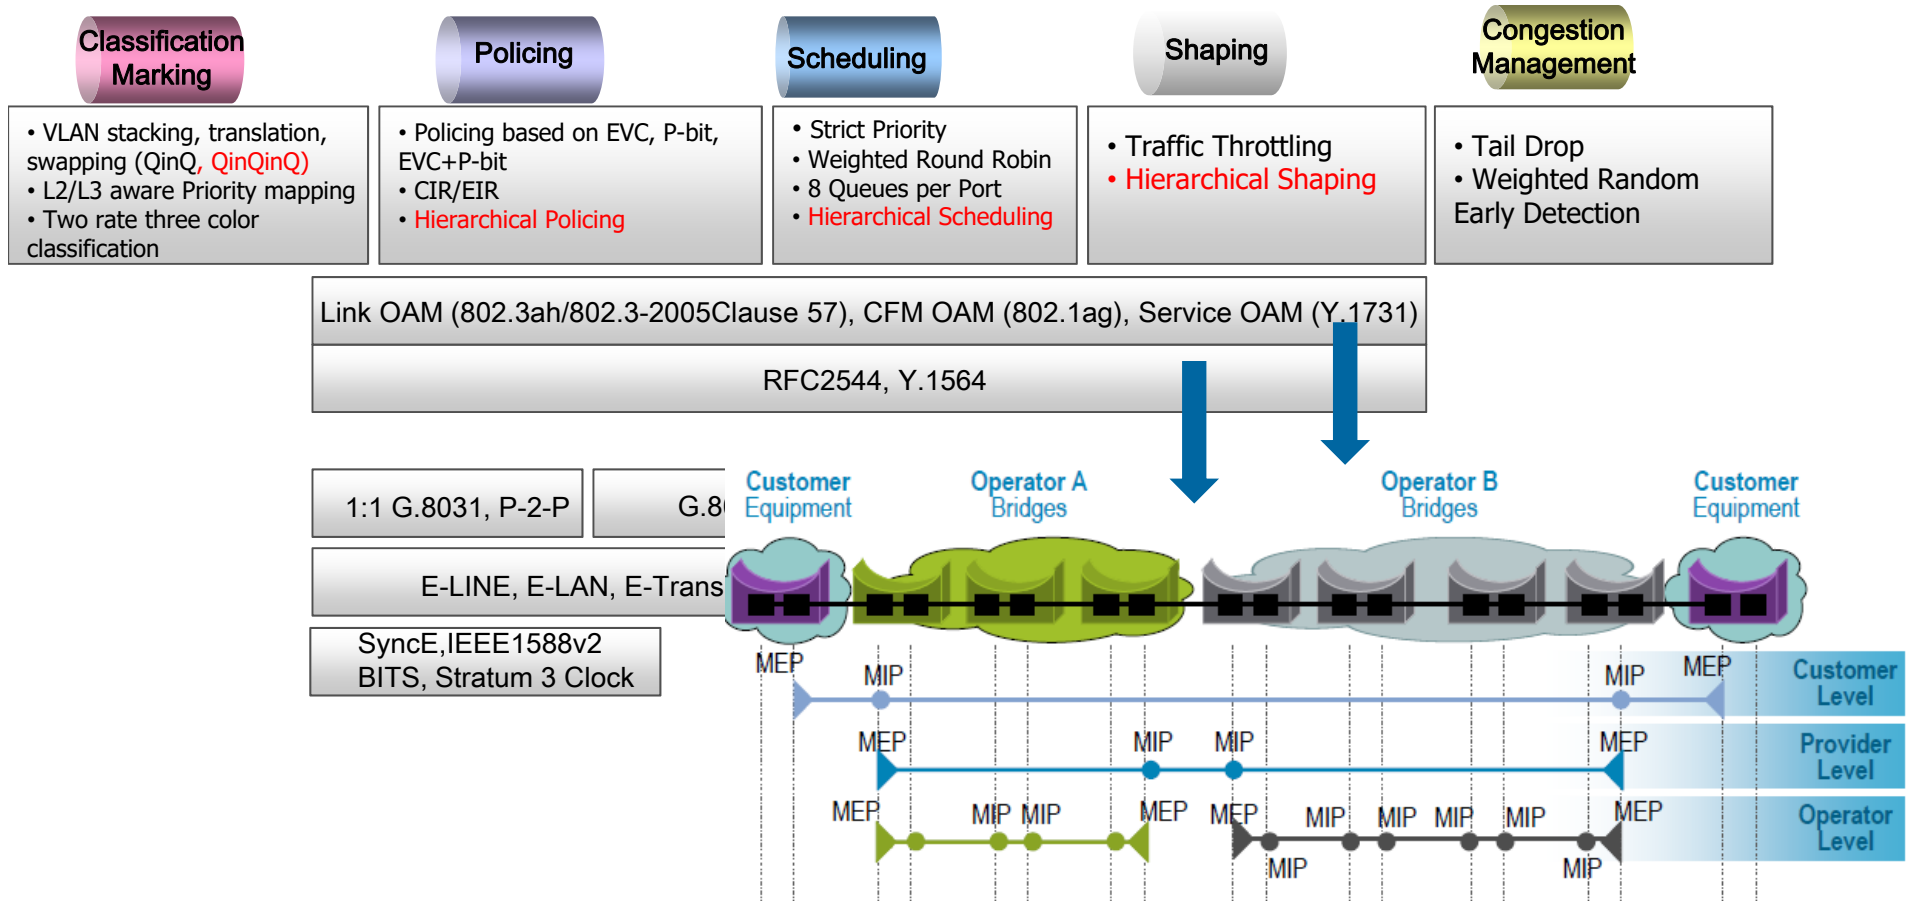 Classification
Marking
Policing
Scheduling
Shaping
Congestion
Management
• VLAN stacking, translation,
swapping (QinQ, QinQinQ)
• L2/L3 aware Priority mapping
• Two rate three color
classification
• Policing based on EVC, P-bit,
EVC+P-bit
• CIR/EIR
• Hierarchical Policing
• Strict Priority
• Weighted Round Robin
• 8 Queues per Port
• Hierarchical Scheduling
• Traffic Throttling
• Hierarchical Shaping
• Tail Drop
• Weighted Random
Early Detection
Link OAM (802.3ah/802.3-2005Clause 57), CFM OAM (802.1ag), Service OAM (Y.1731)
RFC2544, Y.1564
1:1 G.8031, P-2-P
E-LINE, E-LAN, E-Trans
SyncE,IEEE1588v2
BITS, Stratum 3 Clock
Customer
Equipment
Operator A
Bridges
Operator B
Bridges
Customer
Equipment
MEP
MIP
MIP
MEP
Customer
Level
MEP
MIP
MIP
MEP
Provider
Level
MEP
MIP
MIP
MEP
MEP
MIP
MIP
MIP
MIP
MEP
Operator
Level
MIP
MIP